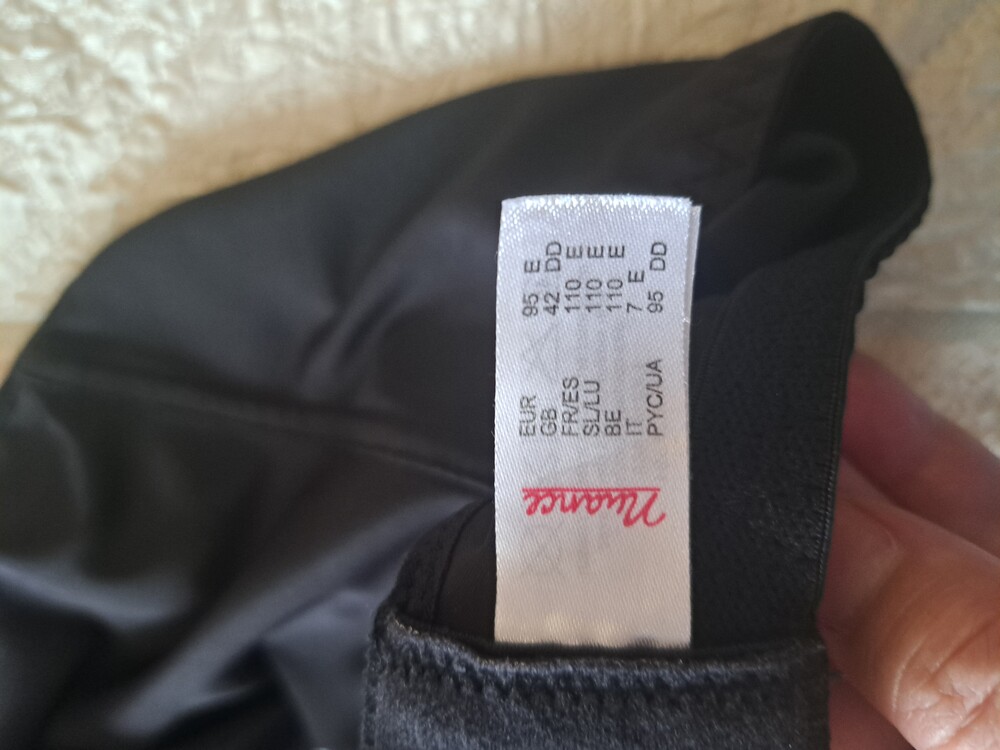 nuance
EUR 95 E
GB 42 DD
FR/ES 110 E
SL/LU 110 E
BE 110 E
IT 7 E
PYC/UA 95 DD